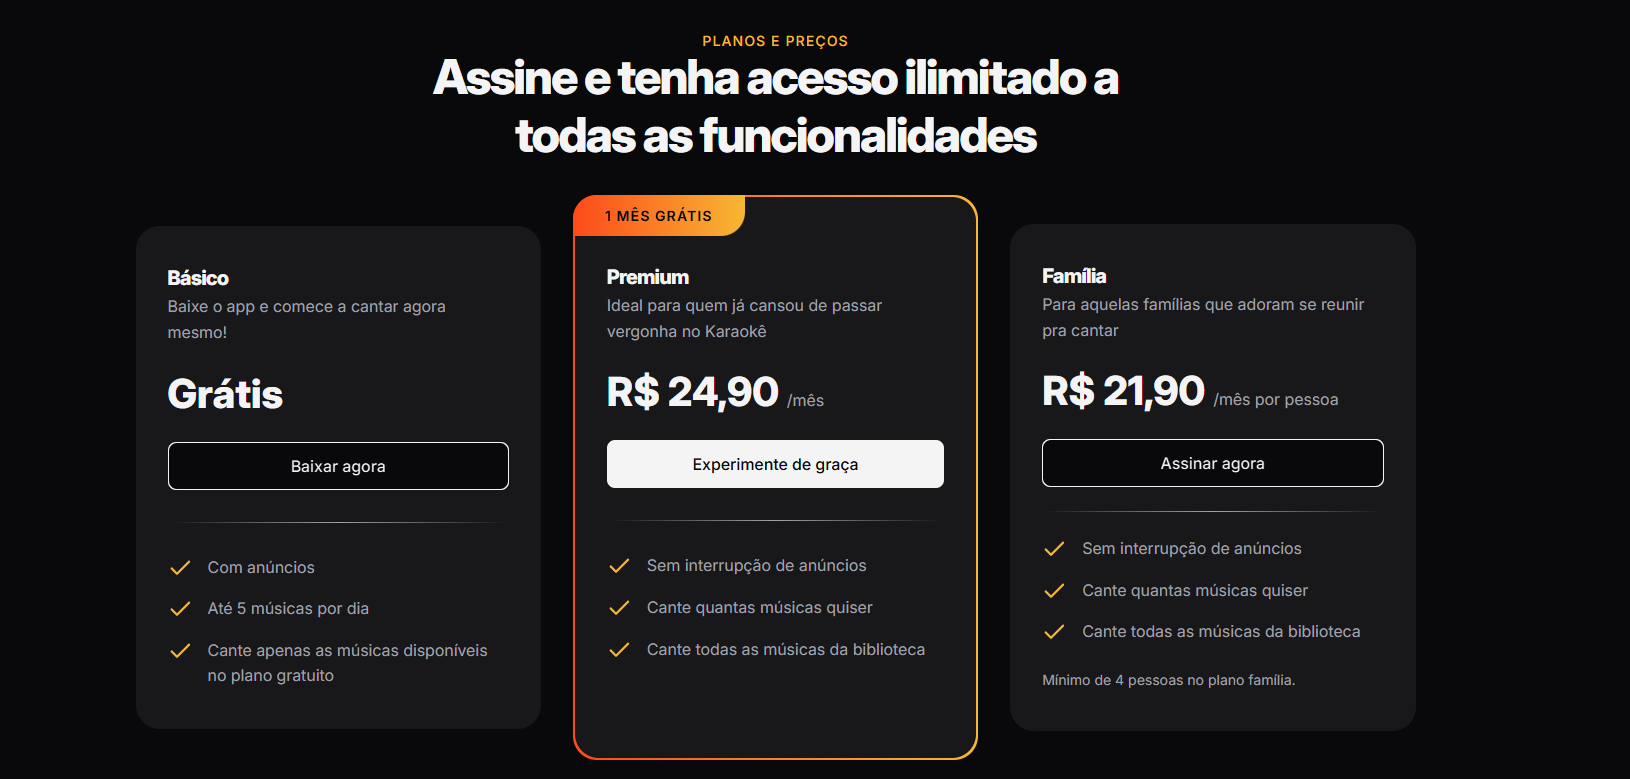 PLANOS E PREÇOS
Assine e tenha acesso ilimitado a
todas as funcionalidades
Básico
Baixe o app e comece a cantar agora
mesmo!
Grátis
Baixar agora
Com anúncios
Até 5 músicas por dia
Cante apenas as músicas disponíveis
no plano gratuito
1 MÊS GRÁTIS
Premium
Ideal para quem já cansou de passar
vergonha no Karaokê
R$ 24,90 /mês
Experimente de graça
Sem interrupção de anúncios
Cante quantas músicas quiser
Cante todas as músicas da biblioteca
Família
Para aquelas famílias que adoram se reunir
pra cantar
R$ 21,90 /mês por pessoa
Assinar agora
Sem interrupção de anúncios
Cante quantas músicas quiser
Cante todas as músicas da biblioteca
Mínimo de 4 pessoas no plano família.